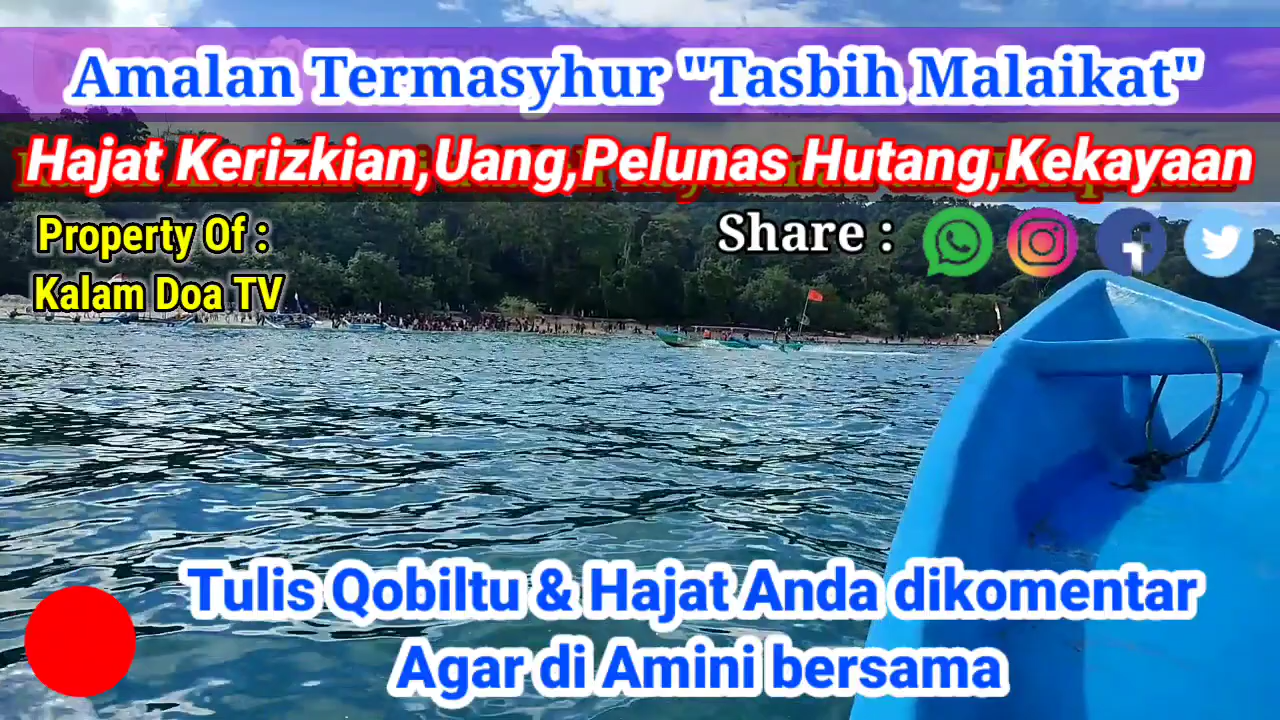 Amalan Termasyhur "Tasbih Malaikat"
Hajat Kerizkian,Uang,Pelunas Hutang,Kekayaan
Property Of :
Kalam Doa TV
Share :
Tulis Qobiltu & Hajat Anda dikomentar
Agar di Amini bersama